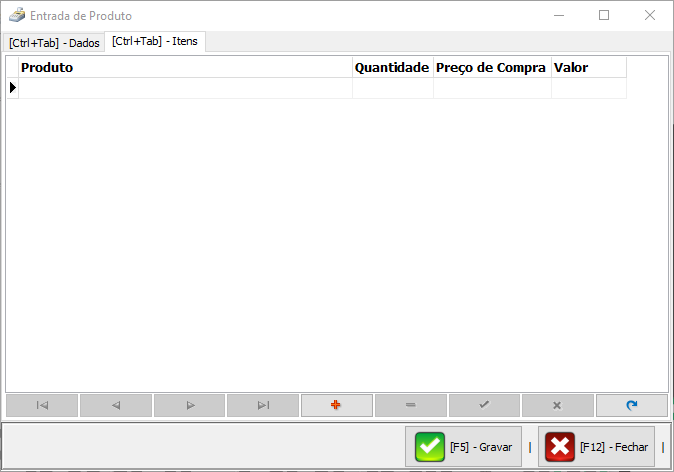 Entrada de Produto
[Ctrl+Tab] - Dados [Ctrl+Tab] - Itens
Produto Quantidade Preço de Compra Valor
[F5] - Gravar | [F12] - Fechar |